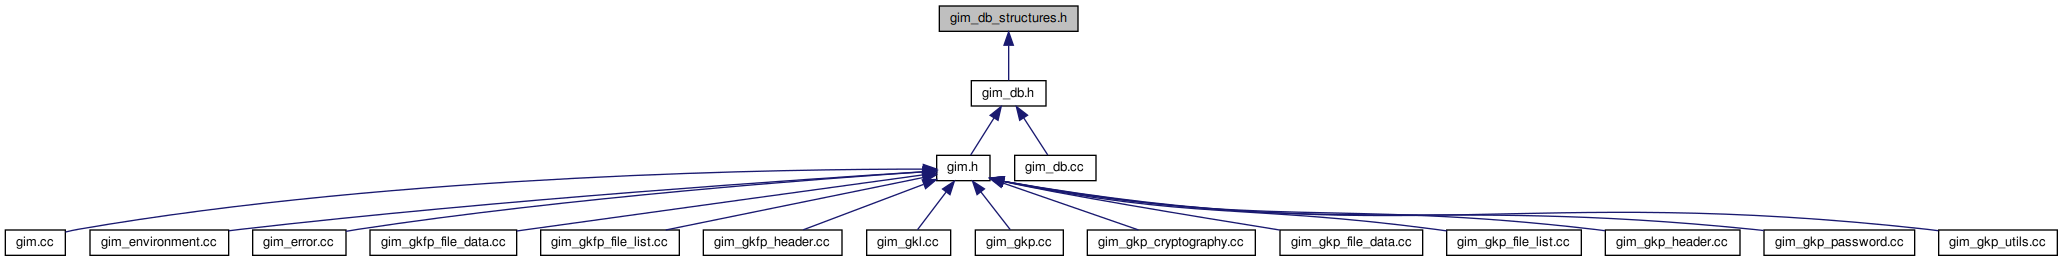 gim_db_structures.h
gim_db.h
gim.h
gim_db.cc
gim.cc
gim_environment.cc
gim_error.cc
gim_gkfp_file_data.cc
gim_gkfp_file_list.cc
gim_gkfp_header.cc
gim_gkl.cc
gim_gkp.cc
gim_gkp_cryptography.cc
gim_gkp_file_data.cc
gim_gkp_file_list.cc
gim_gkp_header.cc
gim_gkp_password.cc
gim_gkp_utils.cc